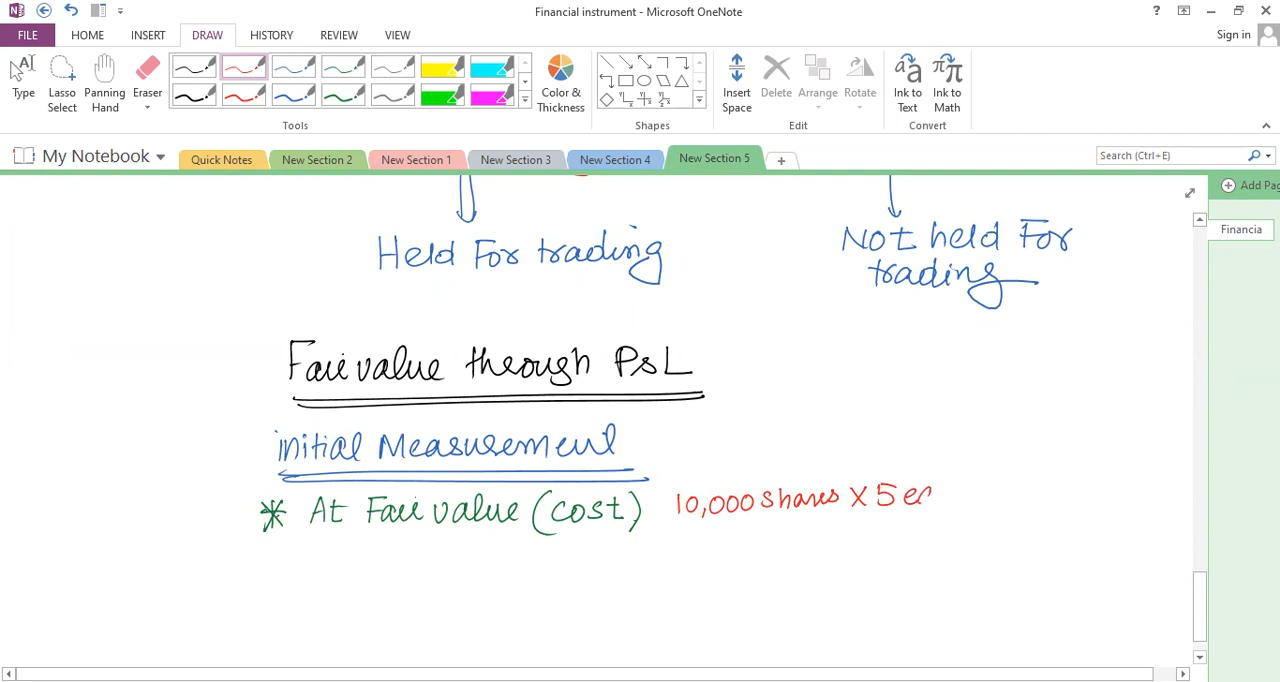 Financial instrument - Microsoft OneNote
?
FILE
HOME
INSERT
DRAW
HISTORY
REVIEW
VIEW
Sign in
Type
Lasso Select
Panning Hand
Eraser
Color & Thickness
Insert Space
Delete
Arrange
Rotate
Ink to Text
Ink to Math
Tools
Shapes
Edit
Convert
My Notebook
Quick Notes
New Section 2
New Section 1
New Section 3
New Section 4
New Section 5
Search (Ctrl+E)
Add Pag
Financia
Held For trading
Not held For
trading
Fair value through P&L
initial Measurement
* At Fair value (cost)
10,000 shares X 5 ea